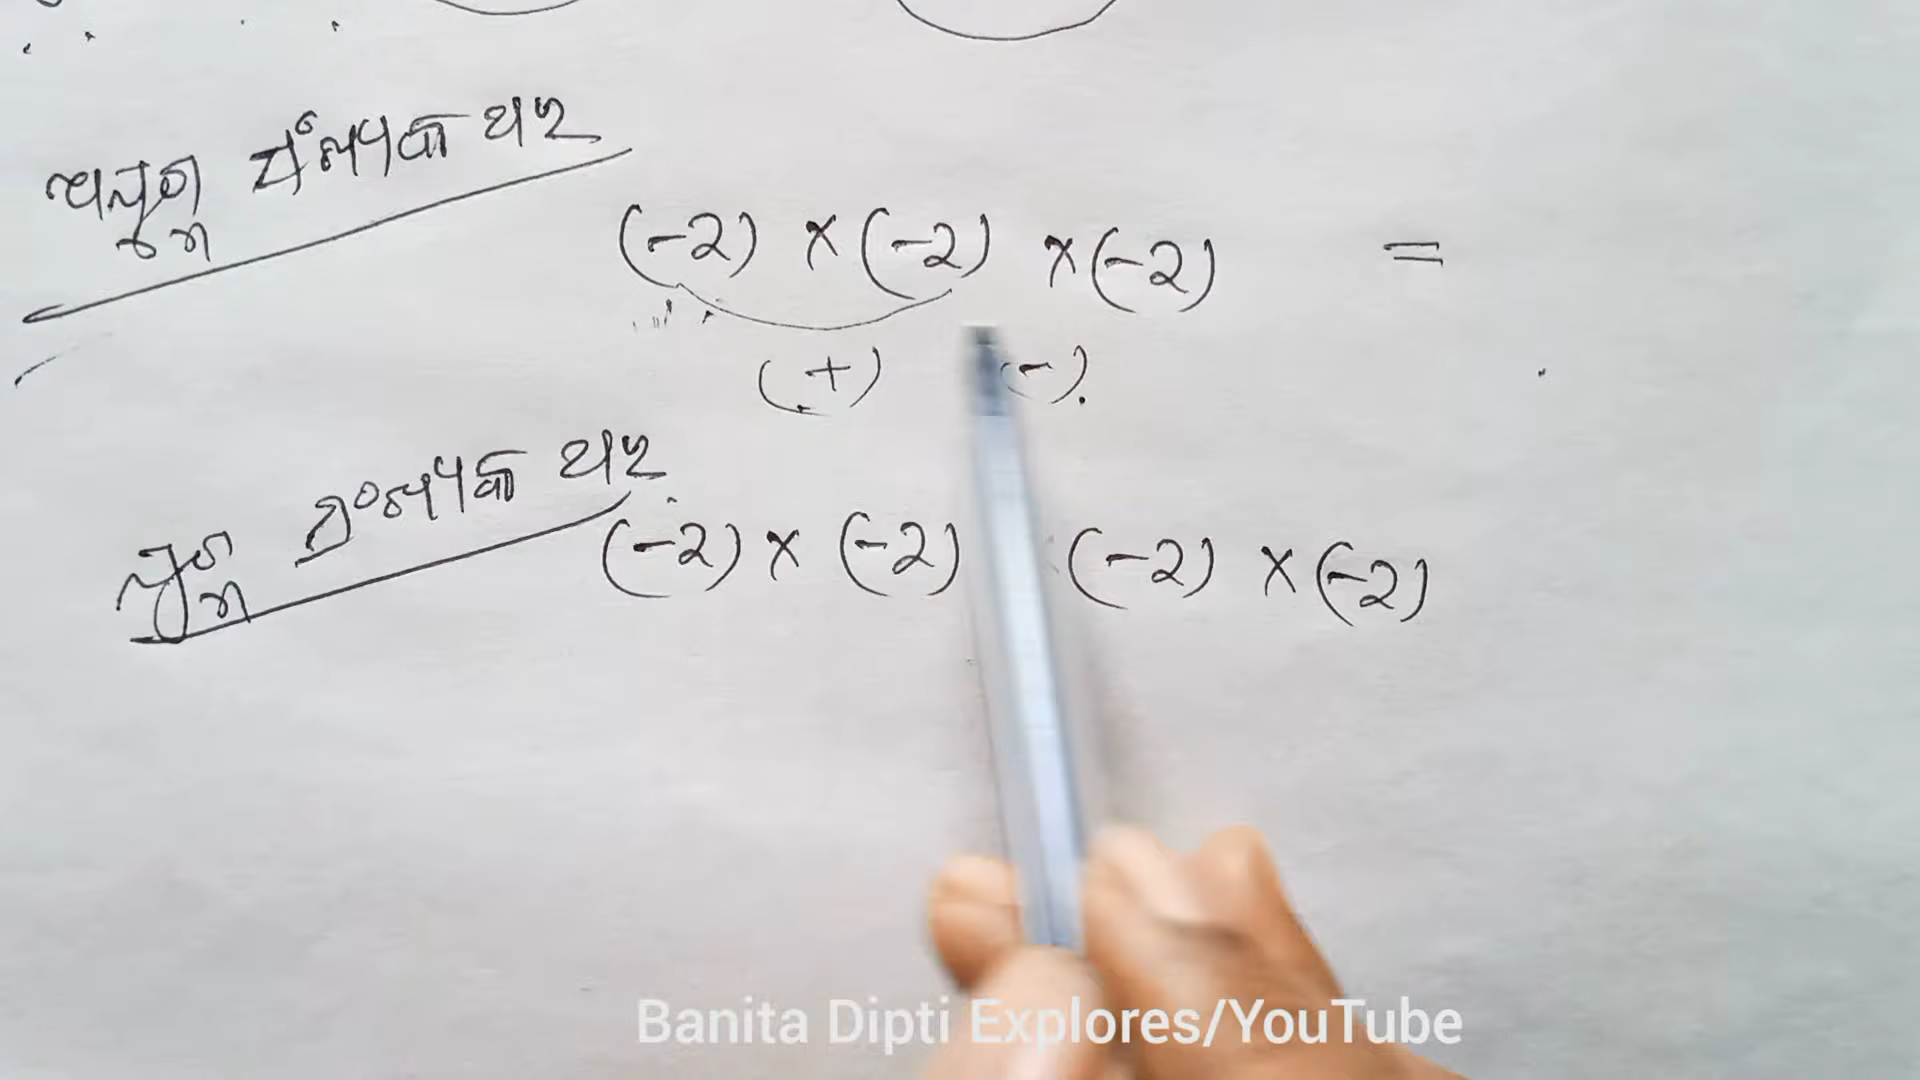 ଅଯୁଗ୍ମ ସଂଖ୍ୟକ ଥର
(-2) × (-2) × (-2) =
(+) (-)
ଯୁଗ୍ମ ସଂଖ୍ୟକ ଥର
(-2) × (-2) (-2) × (-2)
Banita Dipti Explores/YouTube